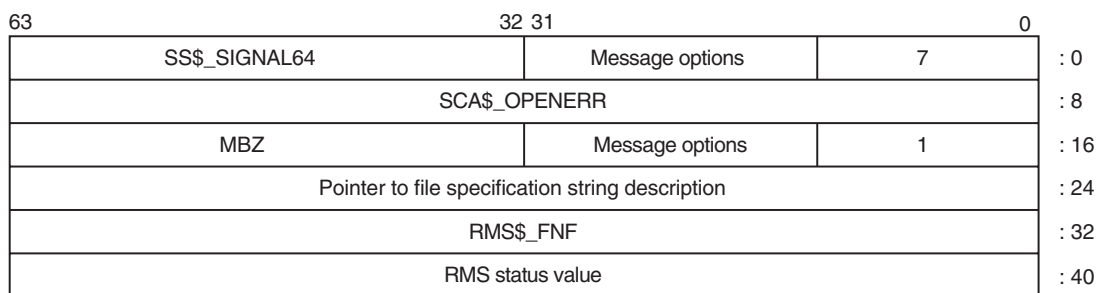 63 32 31 0
SS$_SIGNAL64 Message options 7 : 0
SCA$_OPENERR : 8
MBZ Message options 1 : 16
Pointer to file specification string description : 24
RMS$_FNF : 32
RMS status value : 40